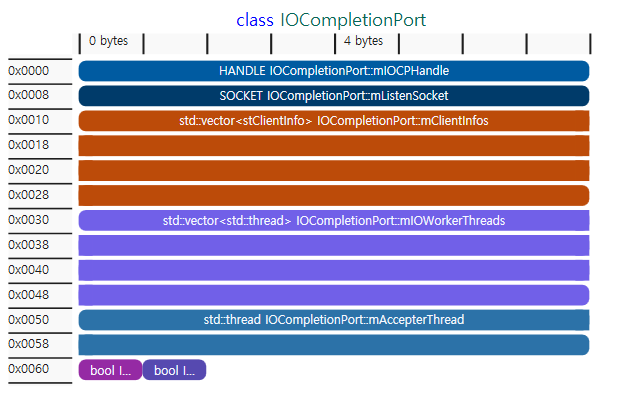 class IOCompletionPort
0 bytes 4 bytes
0x0000 HANDLE IOCompletionPort::mIOCPHandle
0x0008 SOCKET IOCompletionPort::mListenSocket
0x0010 std::vector<stClientInfo> IOCompletionPort::mClientInfos
0x0018
0x0020
0x0028
0x0030 std::vector<std::thread> IOCompletionPort::mIOWorkerThreads
0x0038
0x0040
0x0048
0x0050 std::thread IOCompletionPort::mAccepterThread
0x0058
0x0060 bool I... bool I...